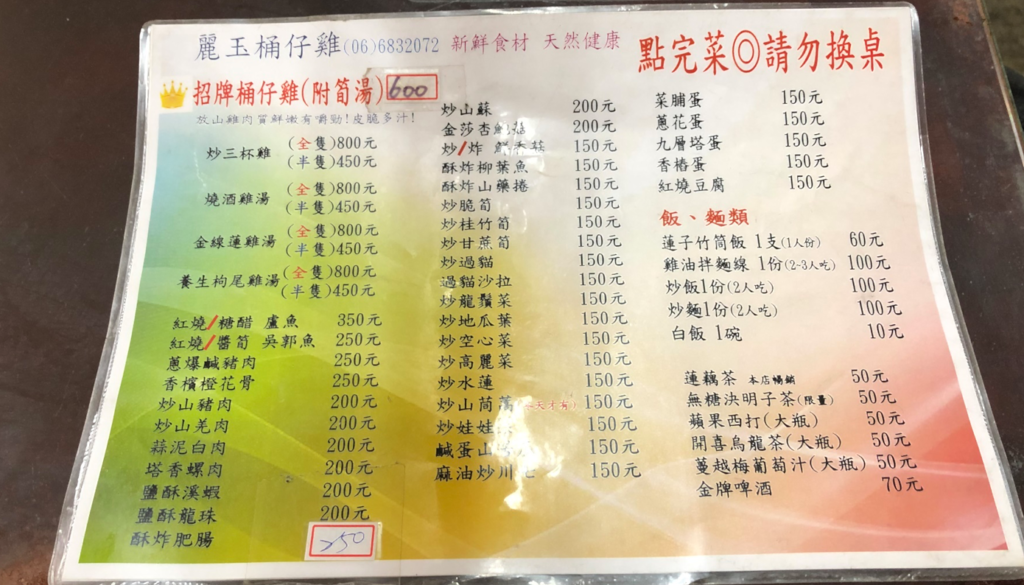 麗玉桶仔雞(06)6832072 新鮮食材 天然健康
點完菜◎請勿換桌
招牌桶仔雞(附筍湯) 600
放山雞肉質鮮嫩有嚼勁!皮脆多汁!
炒三杯雞 (全隻)800元
(半隻)450元
燒酒雞湯 (全隻)800元
(半隻)450元
金線蓮雞湯 (全隻)800元
(半隻)450元
養生枸尾雞湯 (全隻)800元
(半隻)450元
紅燒/糖醋 鱸魚 350元
紅燒/醬筍 吳郭魚 250元
蔥爆鹹豬肉 250元
香檳橙花骨 250元
炒山豬肉 200元
炒山羌肉 200元
蒜泥白肉 200元
塔香螺肉 200元
鹽酥溪蝦 200元
鹽酥龍珠 200元
酥炸肥腸 250
炒山蘇 200元
金莎杏鮑菇 200元
炒/炸 鮮香菇 150元
酥炸柳葉魚 150元
酥炸山藥捲 150元
炒脆筍 150元
炒桂竹筍 150元
炒甘蔗筍 150元
炒過貓 150元
過貓沙拉 150元
炒龍鬚菜 150元
炒地瓜葉 150元
炒空心菜 150元
炒高麗菜 150元
炒水蓮 150元
炒山茼蒿 150元
炒娃娃 150元
鹹蛋山 150元
麻油炒川七 150元
菜脯蛋 150元
蔥花蛋 150元
九層塔蛋 150元
香椿蛋 150元
紅燒豆腐 150元
飯、麵類
蓮子竹筒飯 1支(1人份) 60元
雞油拌麵線 1份(2-3人吃) 100元
炒飯1份(2人吃) 100元
炒麵1份(2人吃) 100元
白飯 1碗 10元
蓮藕茶 本店暢銷 50元
無糖決明子茶(限量) 50元
蘋果西打(大瓶) 50元
開喜烏龍茶(大瓶) 50元
蔓越梅葡萄汁(大瓶) 50元
金牌啤酒 70元